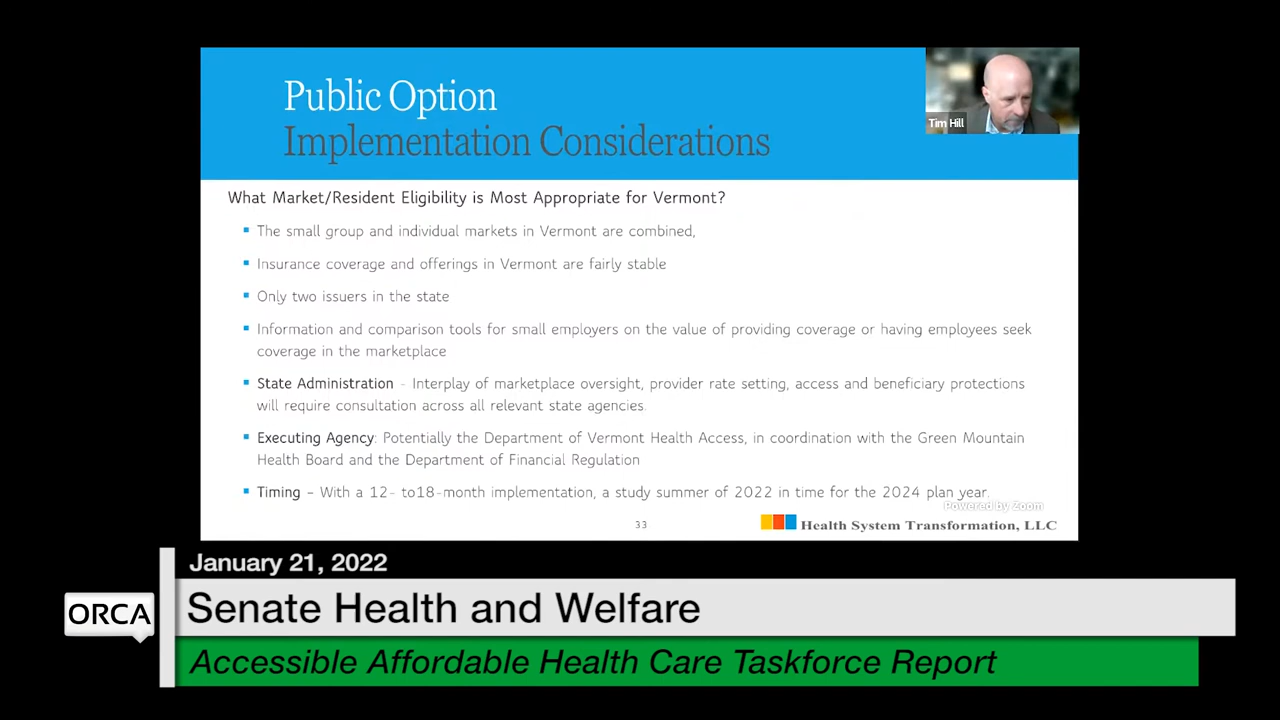 Public Option
Implementation Considerations
Tim Hill
What Market/Resident Eligibility is Most Appropriate for Vermont?
▪ The small group and individual markets in Vermont are combined,
▪ Insurance coverage and offerings in Vermont are fairly stable
▪ Only two issuers in the state
▪ Information and comparison tools for small employers on the value of providing coverage or having employees seek
coverage in the marketplace
▪ State Administration - Interplay of marketplace oversight, provider rate setting, access and beneficiary protections
will require consultation across all relevant state agencies.
▪ Executing Agency: Potentially the Department of Vermont Health Access, in coordination with the Green Mountain
Health Board and the Department of Financial Regulation
▪ Timing – With a 12- to18-month implementation, a study summer of 2022 in time for the 2024 plan year.
Powered by Zoom
33
Health System Transformation, LLC
January 21, 2022
ORCA
Senate Health and Welfare
Accessible Affordable Health Care Taskforce Report